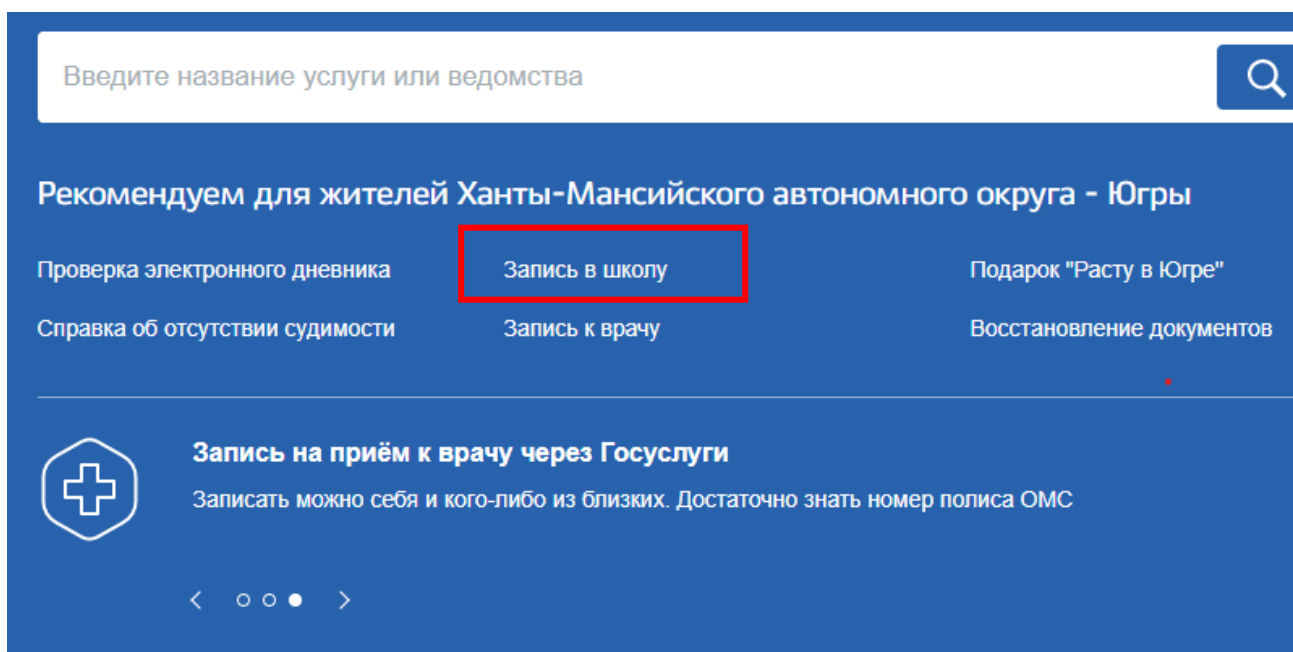 Введите название услуги или ведомства
Рекомендуем для жителей Ханты-Мансийского автономного округа - Югры
Проверка электронного дневника Запись в школу Подарок "Расту в Югре"
Справка об отсутствии судимости Запись к врачу Восстановление документов
Запись на приём к врачу через Госуслуги
Записать можно себя и кого-либо из близких. Достаточно знать номер полиса ОМС